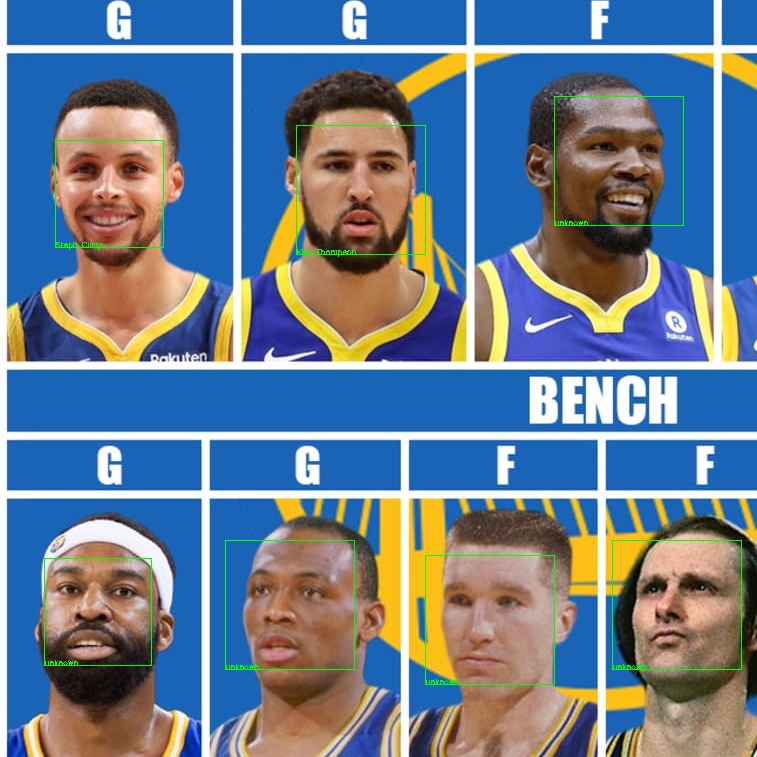 G G F
Steph Curry
Klay Thompson
unknown
Rakuten
R
Rakuten
BENCH
G G F F
unknown
unknown
unknown
unknown